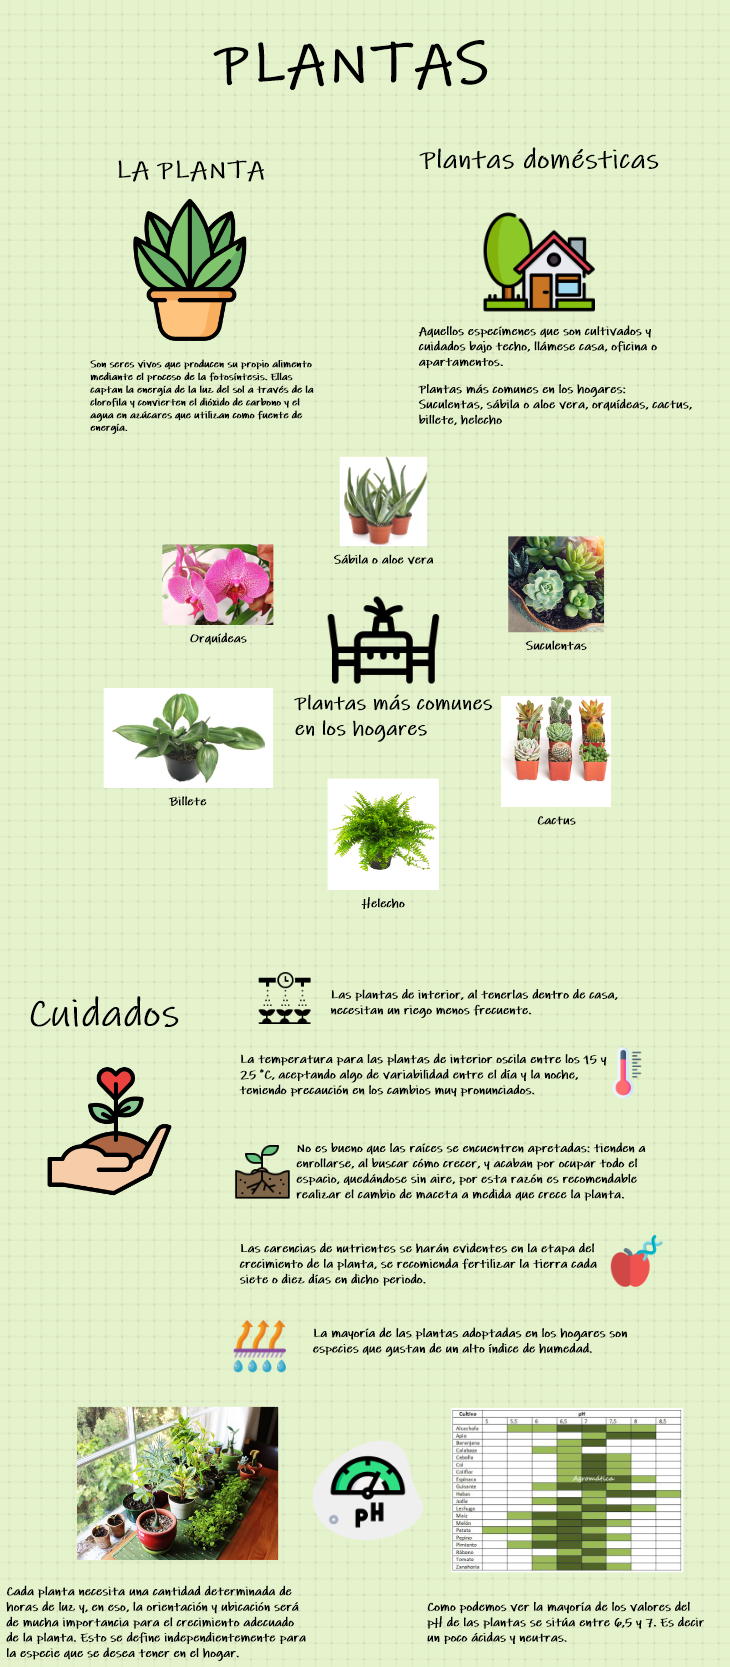 PLANTAS
LA PLANTA
Plantas domésticas
Son seres vivos que producen su propio alimento
mediante el proceso de la fotosíntesis. Ellas
captan la energía de la luz del sol a través de la
clorofila y convierten el dióxido de carbono y el
agua en azúcares que utilizan como fuente de
energía.
Aquellos especímenes que son cultivados y
cuidados bajo techo, llámese casa, oficina o
apartamentos.
Plantas más comunes en los hogares:
Suculentas, sábila o aloe vera, orquídeas, cactus,
billete, helecho
Sábila o aloe vera
Orquídeas
Suculentas
Plantas más comunes
en los hogares
Billete
Cactus
Helecho
Cuidados
Las plantas de interior, al tenerlas dentro de casa,
necesitan un riego menos frecuente.
La temperatura para las plantas de interior oscila entre los 15 y
25 °C, aceptando algo de variabilidad entre el día y la noche,
teniendo precaución en los cambios muy pronunciados.
No es bueno que las raíces se encuentren apretadas: tienden a
enrollarse, al buscar cómo crecer, y acaban por ocupar todo el
espacio, quedándose sin aire, por esta razón es recomendable
realizar el cambio de maceta a medida que crece la planta.
Las carencias de nutrientes se harán evidentes en la etapa del
crecimiento de la planta, se recomienda fertilizar la tierra cada
siete o diez días en dicho periodo.
La mayoría de las plantas adoptadas en los hogares son
especies que gustan de un alto índice de humedad.
pH
Cultivo pH
5 5,5 6 6,5 7 7,5 8 8,5
Alcachofa
Apio
Berenjena
Calabaza
Cebolla
Col
Coliflor
Espinaca
Agromática
Guisante
Habas
Judía
Lechuga
Maíz
Melón
Patata
Pepino
Pimiento
Rábano
Tomate
Zanahoria
Cada planta necesita una cantidad determinada de
horas de luz y, en eso, la orientación y ubicación será
de mucha importancia para el crecimiento adecuado
de la planta. Esto se define independientemente para
la especie que se desea tener en el hogar.
Como podemos ver la mayoría de los valores del
pH de las plantas se sitúa entre 6,5 y 7. Es decir
un poco ácidas y neutras.